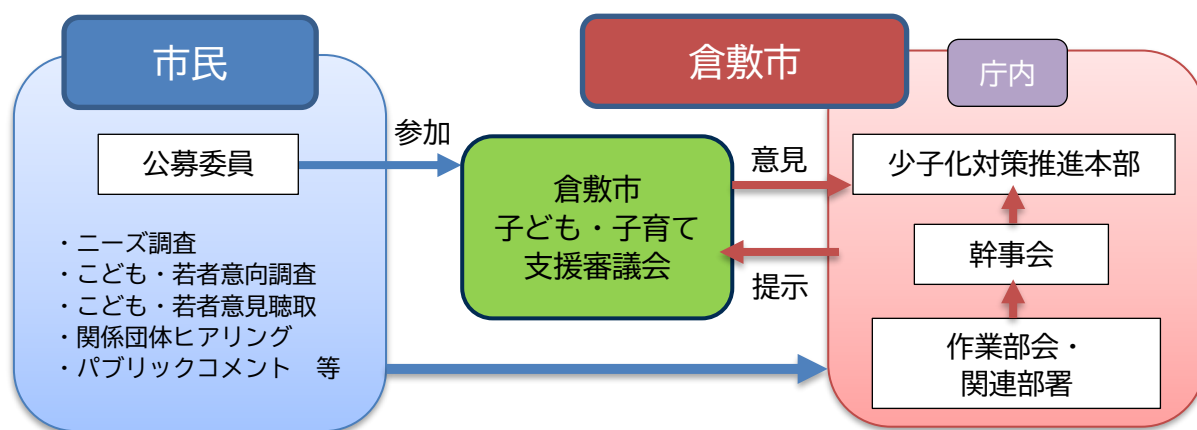 市民
公募委員
・ニーズ調査
・こども・若者意向調査
・こども・若者意見聴取
・関係団体ヒアリング
・パブリックコメント　等
参加
倉敷市
子ども・子育て
支援審議会
意見
提示
倉敷市
庁内
少子化対策推進本部
幹事会
作業部会・
関連部署